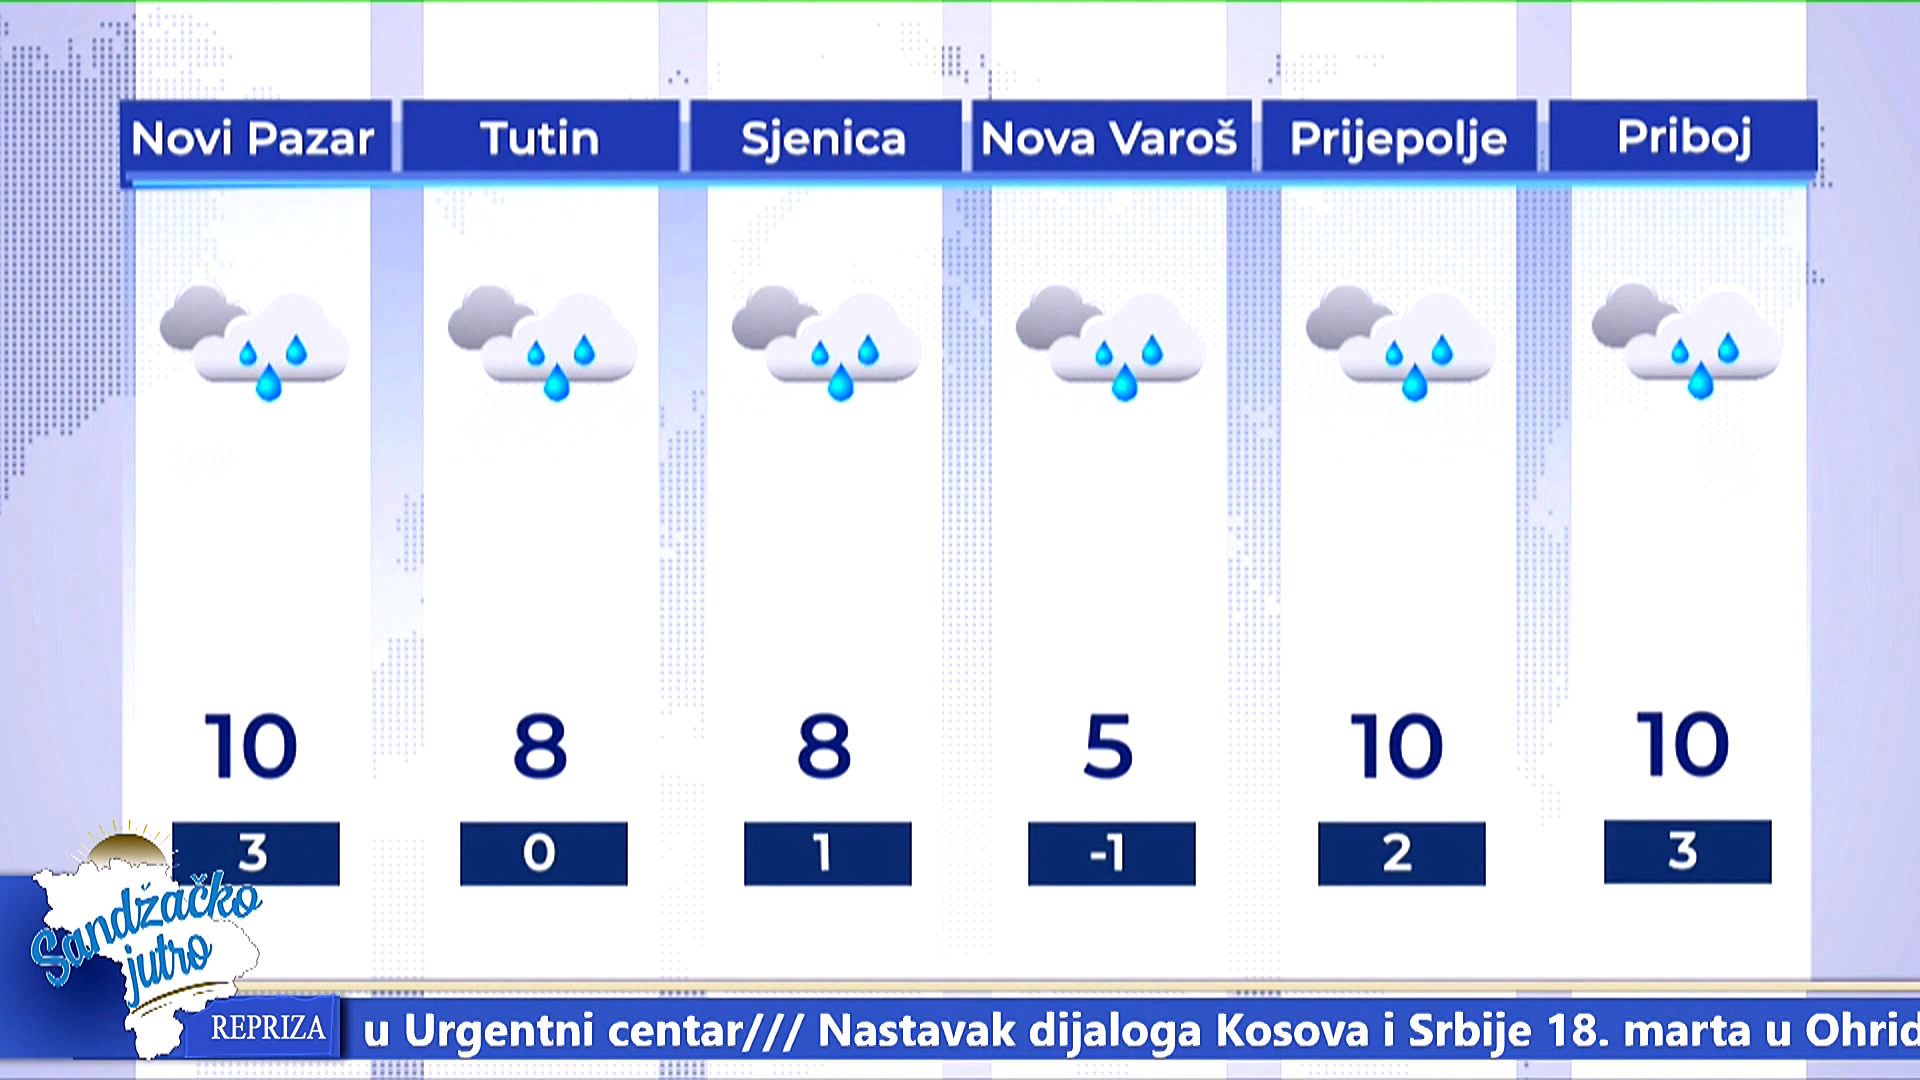 Novi Pazar Tutin Sjenica Nova Varoš Prijepolje Priboj
10 8 8 5 10 10
3 0 1 -1 2 3
Sandžačko
jutro
REPRIZA
u Urgentni centar/// Nastavak dijaloga Kosova i Srbije 18. marta u Ohrid